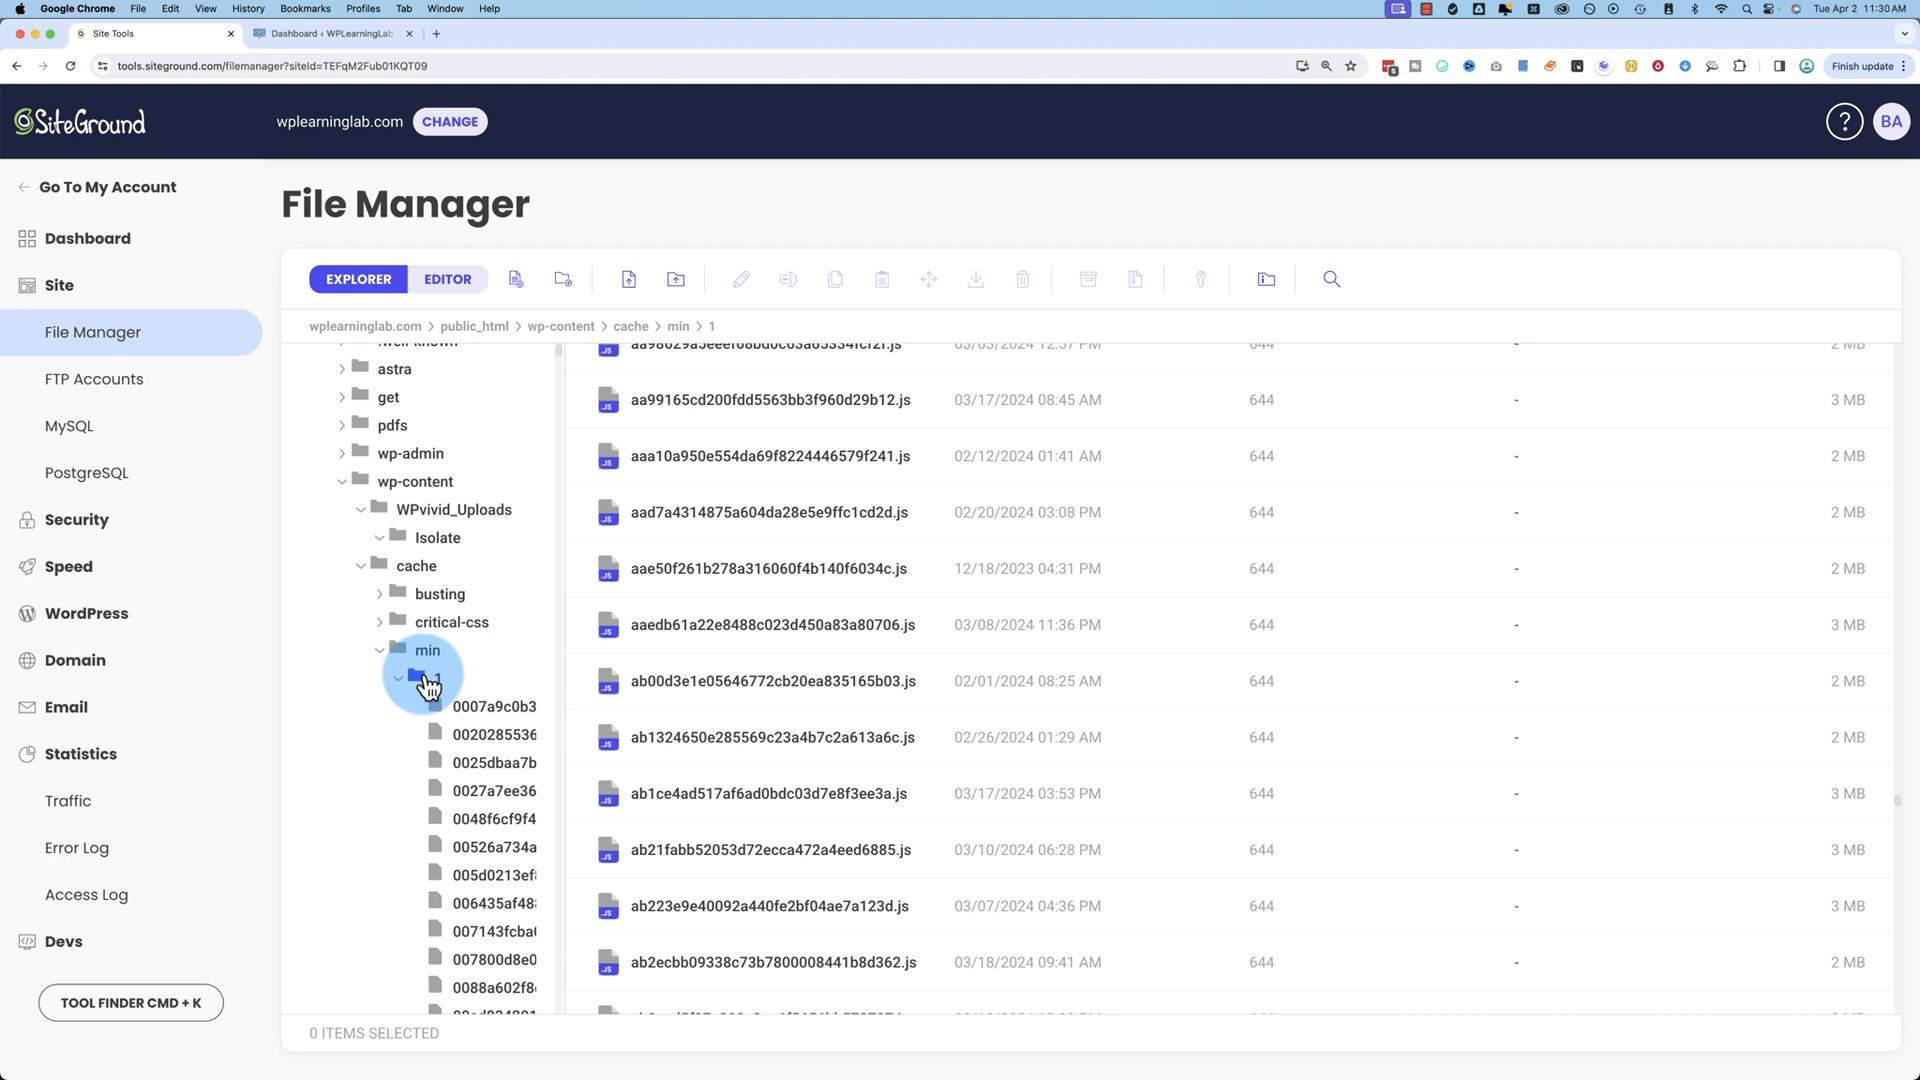 Google Chrome File Edit View History Bookmarks Profiles Tab Window Help Tue Apr 2 11:30 AM
Site Tools Dashboard ‹ WPLearningLab
tools.siteground.com/filemanager?siteId=TEFqM2Fub01KQT09 5 Finish update
SiteGround wplearninglab.com CHANGE ? BA
Go To My Account
Dashboard
Site
File Manager
FTP Accounts
MySQL
PostgreSQL
Security
Speed
WordPress
Domain
Email
Statistics
Traffic
Error Log
Access Log
Devs
TOOL FINDER CMD + K
File Manager
EXPLORER EDITOR
wplearninglab.com > public_html > wp-content > cache > min > 1
astra
get
pdfs
wp-admin
wp-content
WPvivid_Uploads
Isolate
cache
busting
critical-css
min
1
0007a9c0b3
0020285536
0025dbaa7b
0027a7ee36
0048f6cf9f4
00526a734a
005d0213ef
006435af48
007143fcba
007800d8e0
0088a602f8
aa99165cd200fdd5563bb3f960d29b12.js 03/17/2024 08:45 AM 644 - 3 MB
aaa10a950e554da69f8224446579f241.js 02/12/2024 01:41 AM 644 - 2 MB
aad7a4314875a604da28e5e9ffc1cd2d.js 02/20/2024 03:08 PM 644 - 2 MB
aae50f261b278a316060f4b140f6034c.js 12/18/2023 04:31 PM 644 - 2 MB
aaedb61a22e8488c023d450a83a80706.js 03/08/2024 11:36 PM 644 - 3 MB
ab00d3e1e05646772cb20ea835165b03.js 02/01/2024 08:25 AM 644 - 2 MB
ab1324650e285569c23a4b7c2a613a6c.js 02/26/2024 01:29 AM 644 - 2 MB
ab1ce4ad517af6ad0bdc03d7e8f3ee3a.js 03/17/2024 03:53 PM 644 - 3 MB
ab21fabb52053d72ecca472a4eed6885.js 03/10/2024 06:28 PM 644 - 3 MB
ab223e9e40092a440fe2bf04ae7a123d.js 03/07/2024 04:36 PM 644 - 3 MB
ab2ecbb09338c73b7800008441b8d362.js 03/18/2024 09:41 AM 644 - 2 MB
0 ITEMS SELECTED